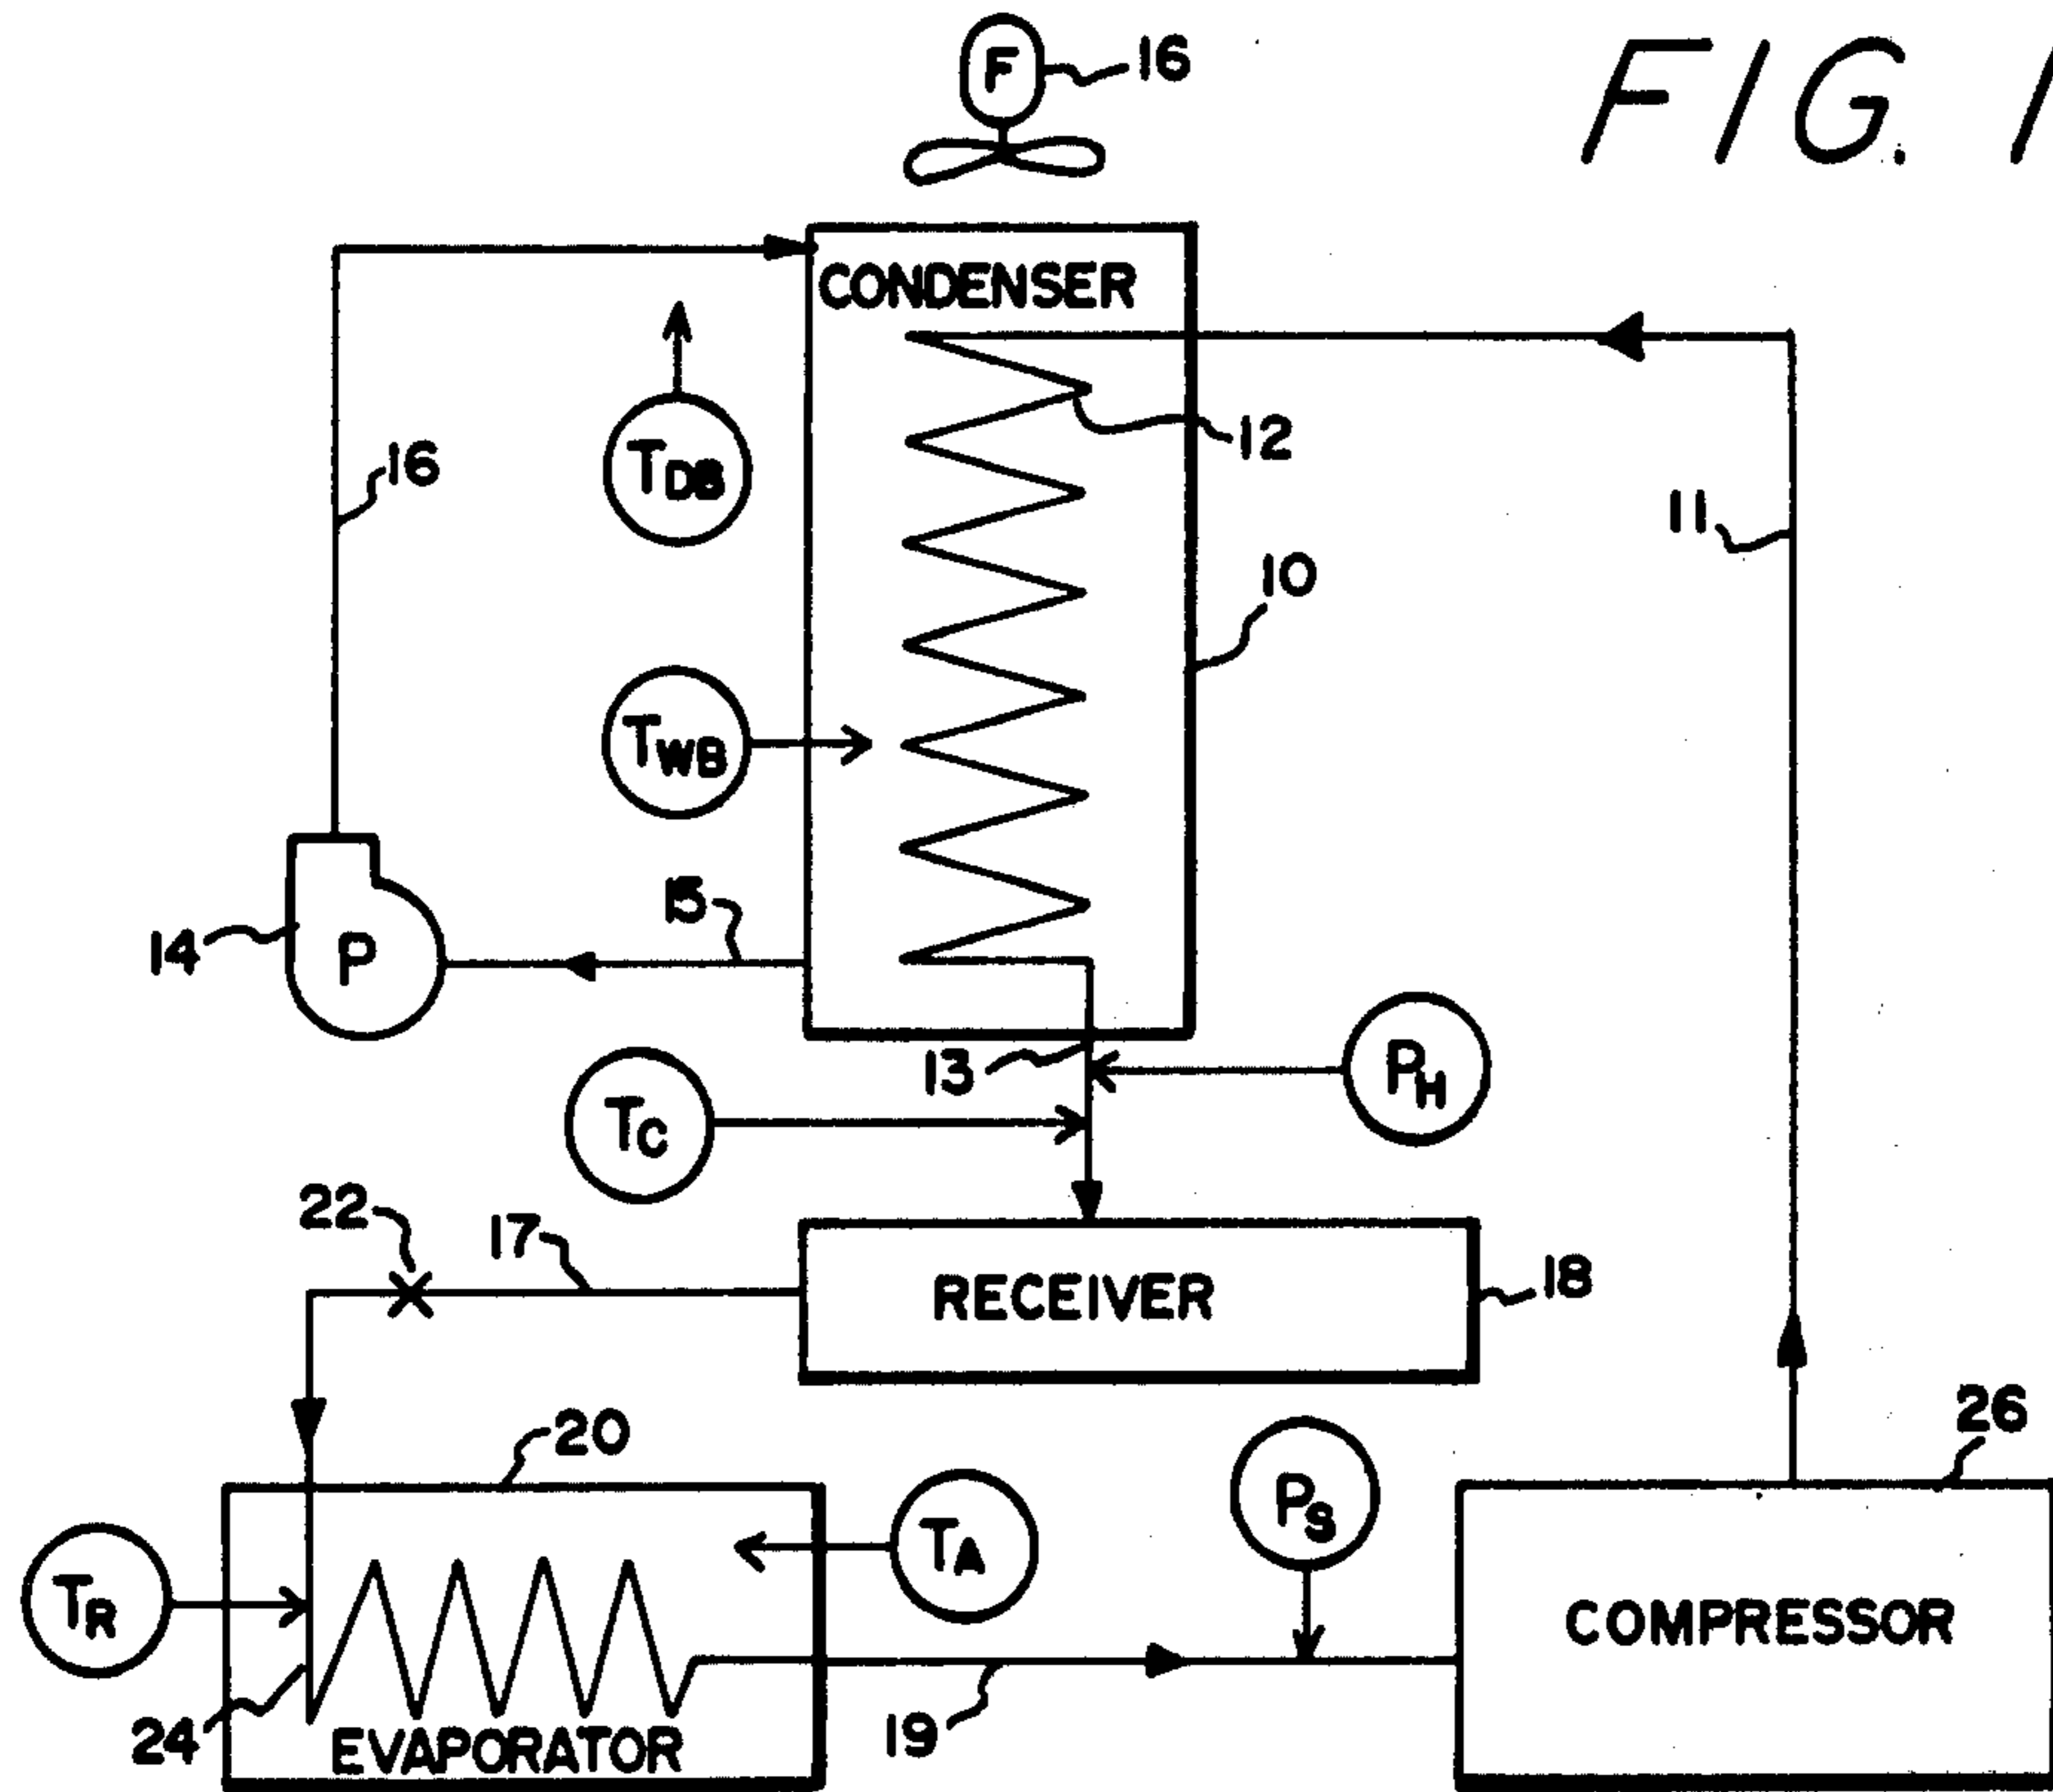 F
16
FIG. 1
CONDENSER
12
TDB
16
11
10
TWB
15
14
P
13
PH
TC
22
17
RECEIVER
18
20
26
TA
PS
TR
COMPRESSOR
24
EVAPORATOR
19